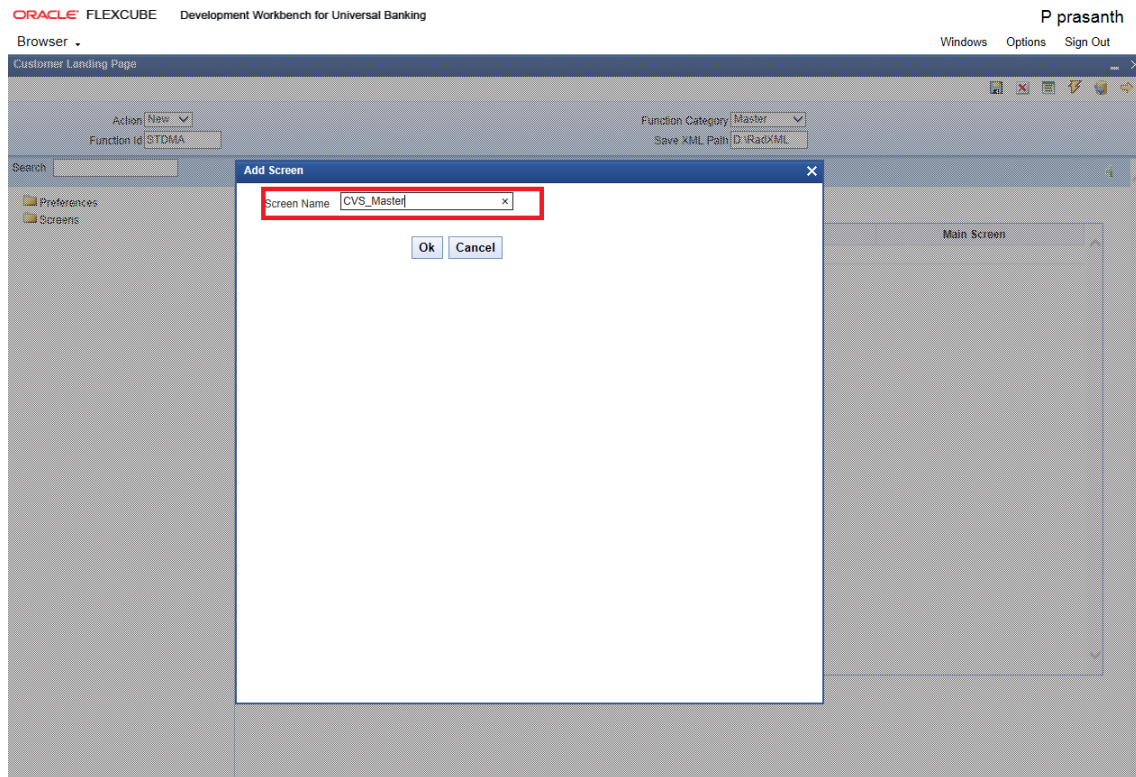 ORACLE FLEXCUBE Development Workbench for Universal Banking
P prasanth
Browser
Windows Options Sign Out
Customer Landing Page
Action New
Function Category Master
Function Id STDMA
Save XML Path D:\RadXML
Search
Add Screen
Preferences
Screens
Screen Name CVS_Master
Main Screen
Ok Cancel